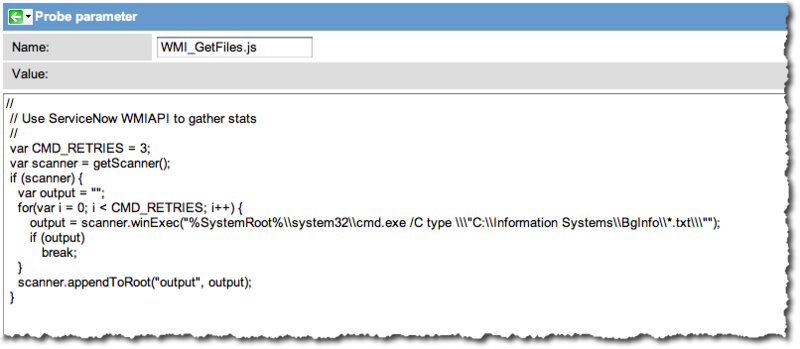 Probe parameter
Name: WMI_GetFiles.js
Value:
//
// Use ServiceNow WMIAPI to gather stats
//
var CMD_RETRIES = 3;
var scanner = getScanner();
if (scanner) {
var output = "";
for(var i = 0; i < CMD_RETRIES; i++) {
output = scanner.winExec("%SystemRoot%\\system32\\cmd.exe /C type \\\"C:\\Information Systems\\BgInfo\\*.txt\\\"");
if (output)
break;
}
scanner.appendToRoot("output", output);
}